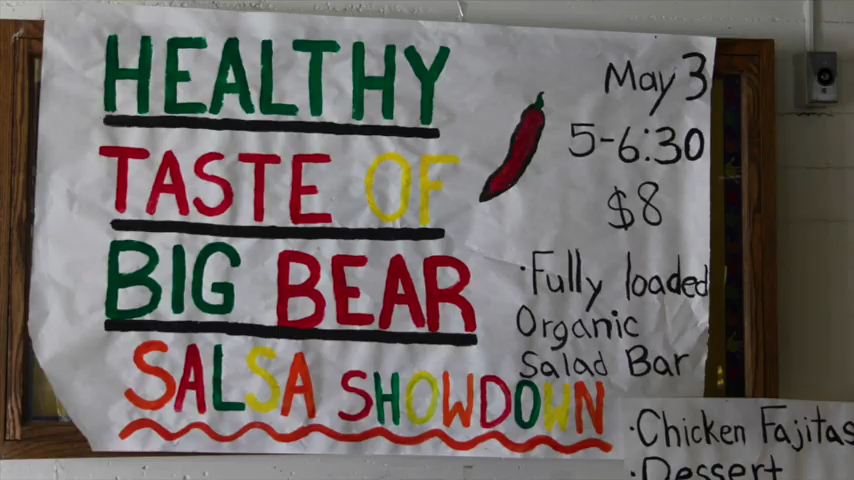 HEALTHY
TASTE OF
BIG BEAR
SALSA SHOWDOWN
May 3
5-6:30
$8
·Fully loaded
Organic
Salad Bar
·Chicken Fajitas
·Dessert